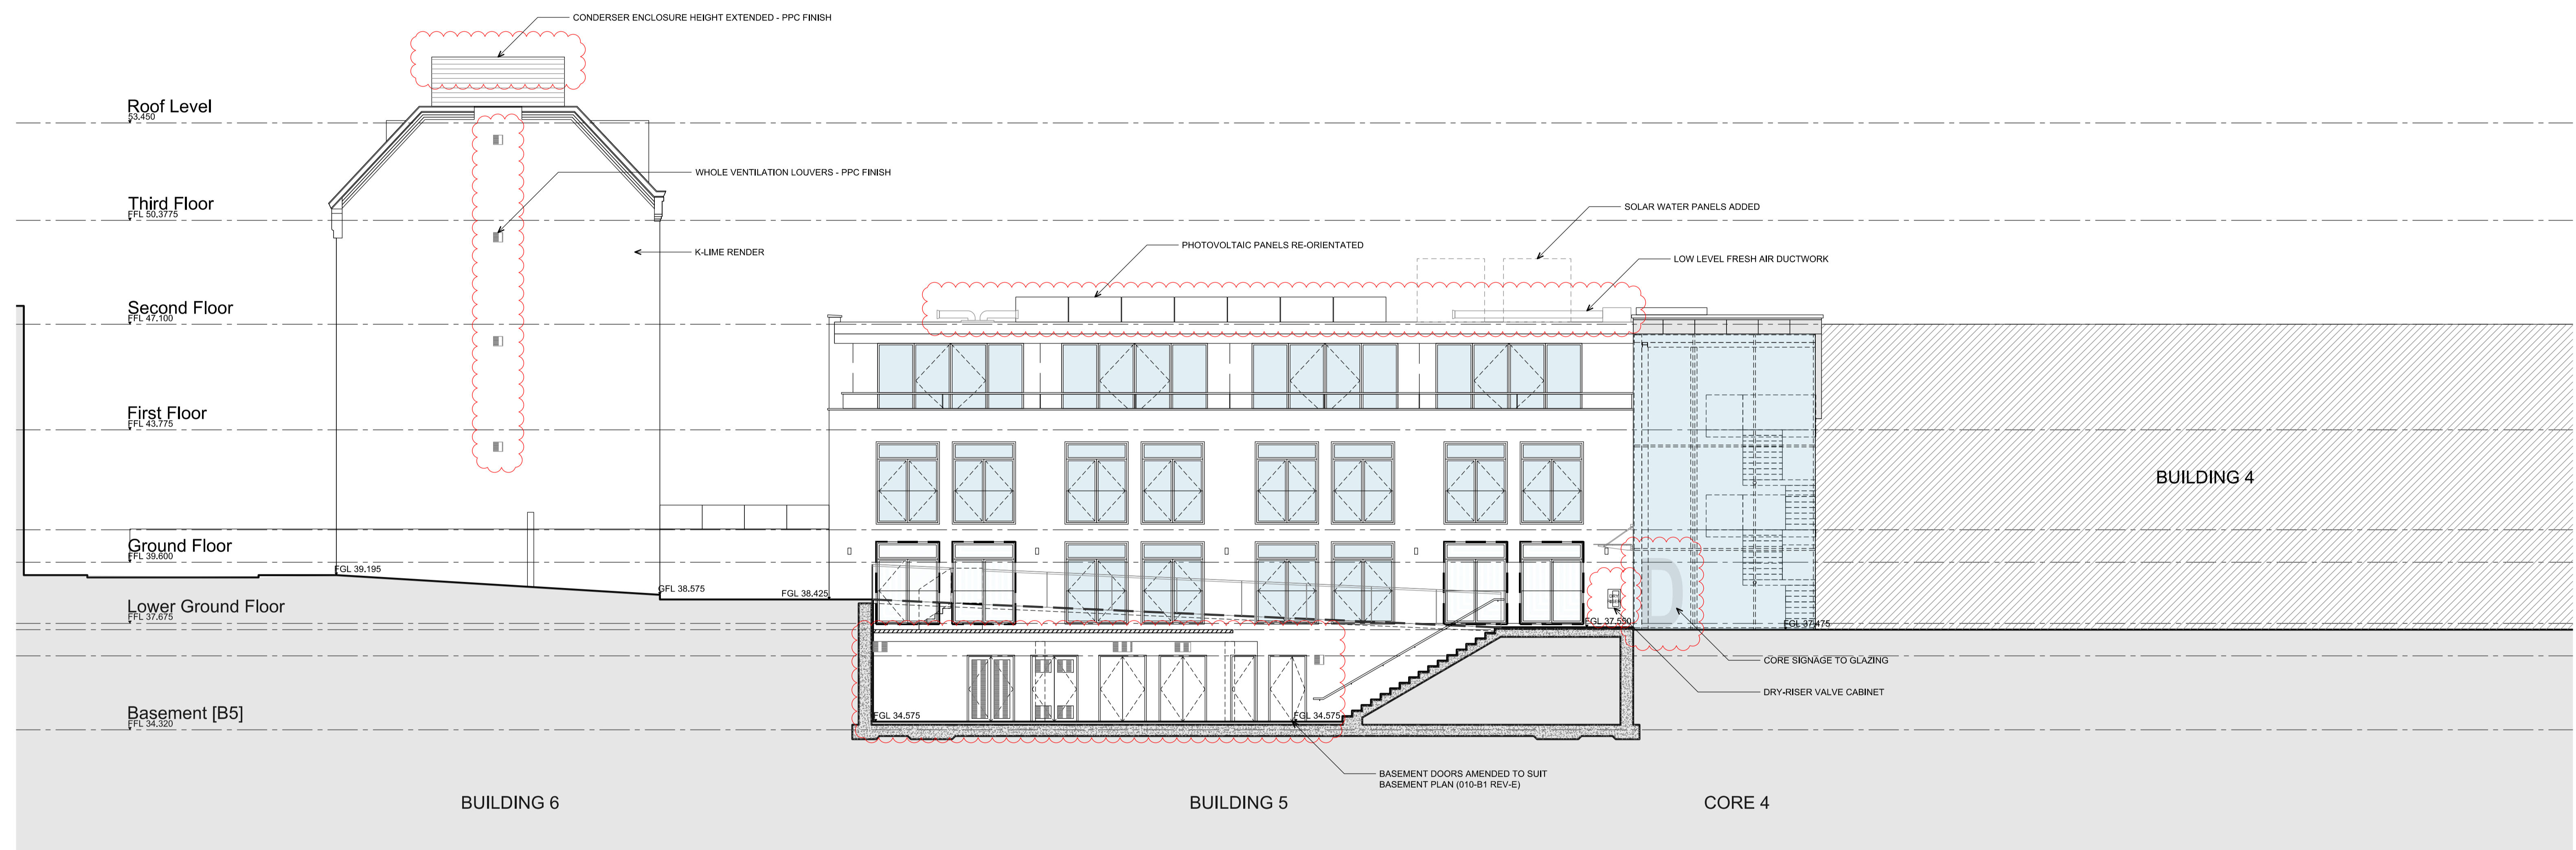 CONDERSER ENCLOSURE HEIGHT EXTENDED - PPC FINISH
Roof Level
53.450
WHOLE VENTILATION LOUVERS - PPC FINISH
Third Floor
FFL 50.3775
SOLAR WATER PANELS ADDED
PHOTOVOLTAIC PANELS RE-ORIENTATED
K-LIME RENDER
LOW LEVEL FRESH AIR DUCTWORK
Second Floor
FFL 47.100
First Floor
FFL 43.775
BUILDING 4
Ground Floor
FFL 39.600
FGL 39.195
GFL 38.575
FGL 38.425
D
Lower Ground Floor
FFL 37.675
FGL 37.550
FGL 37.475
CORE SIGNAGE TO GLAZING
DRY-RISER VALVE CABINET
Basement [B5]
FFL 34.320
FGL 34.575
FGL 34.575
BASEMENT DOORS AMENDED TO SUIT
BASEMENT PLAN (010-B1 REV-E)
BUILDING 6
BUILDING 5
CORE 4